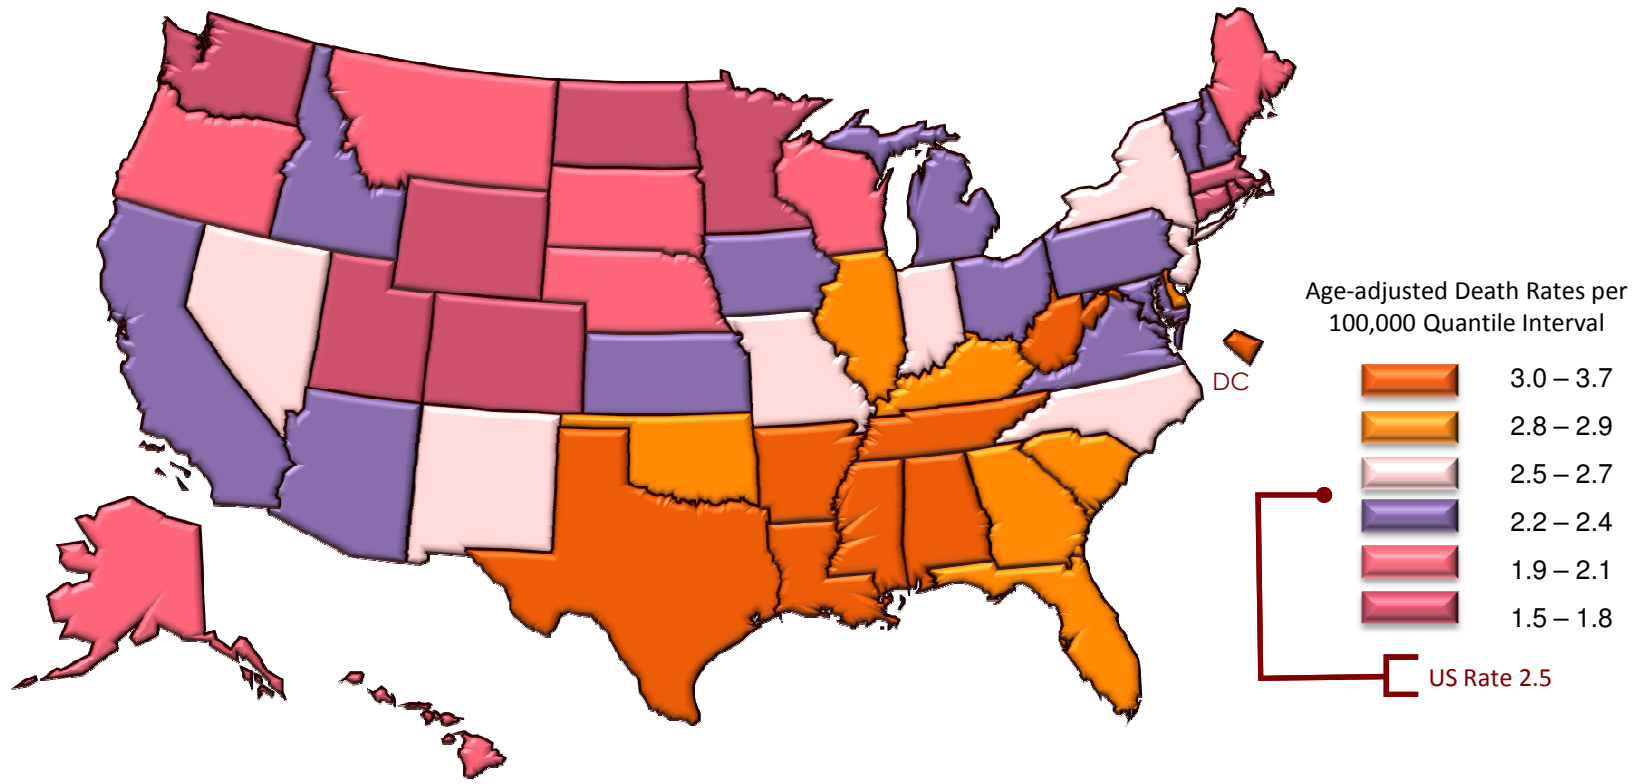 Age-adjusted Death Rates per
100,000 Quantile Interval
DC
3.0 – 3.7
2.8 – 2.9
2.5 – 2.7
2.2 – 2.4
1.9 – 2.1
1.5 – 1.8
US Rate 2.5